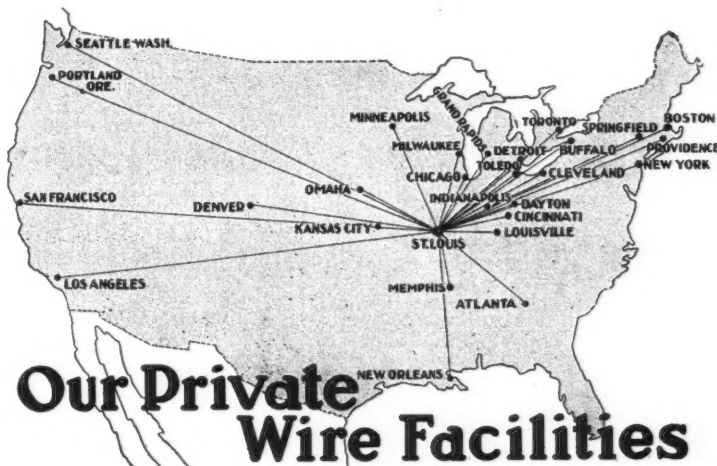 SEATTLE WASH.
PORTLAND
ORE.
MINNEAPOLIS
GRAND RAPIDS
TORONTO
SPRINGFIELD
BOSTON
MILWAUKEE
DETROIT
BUFFALO
PROVIDENCE
TOLEDO
CHICAGO
CLEVELAND
NEW YORK
OMAHA
INDIANAPOLIS
SAN FRANCISCO
DENVER
DAYTON
CINCINNATI
KANSAS CITY
ST. LOUIS
LOUISVILLE
LOS ANGELES
MEMPHIS
ATLANTA
NEW ORLEANS
Our Private
Wire Facilities